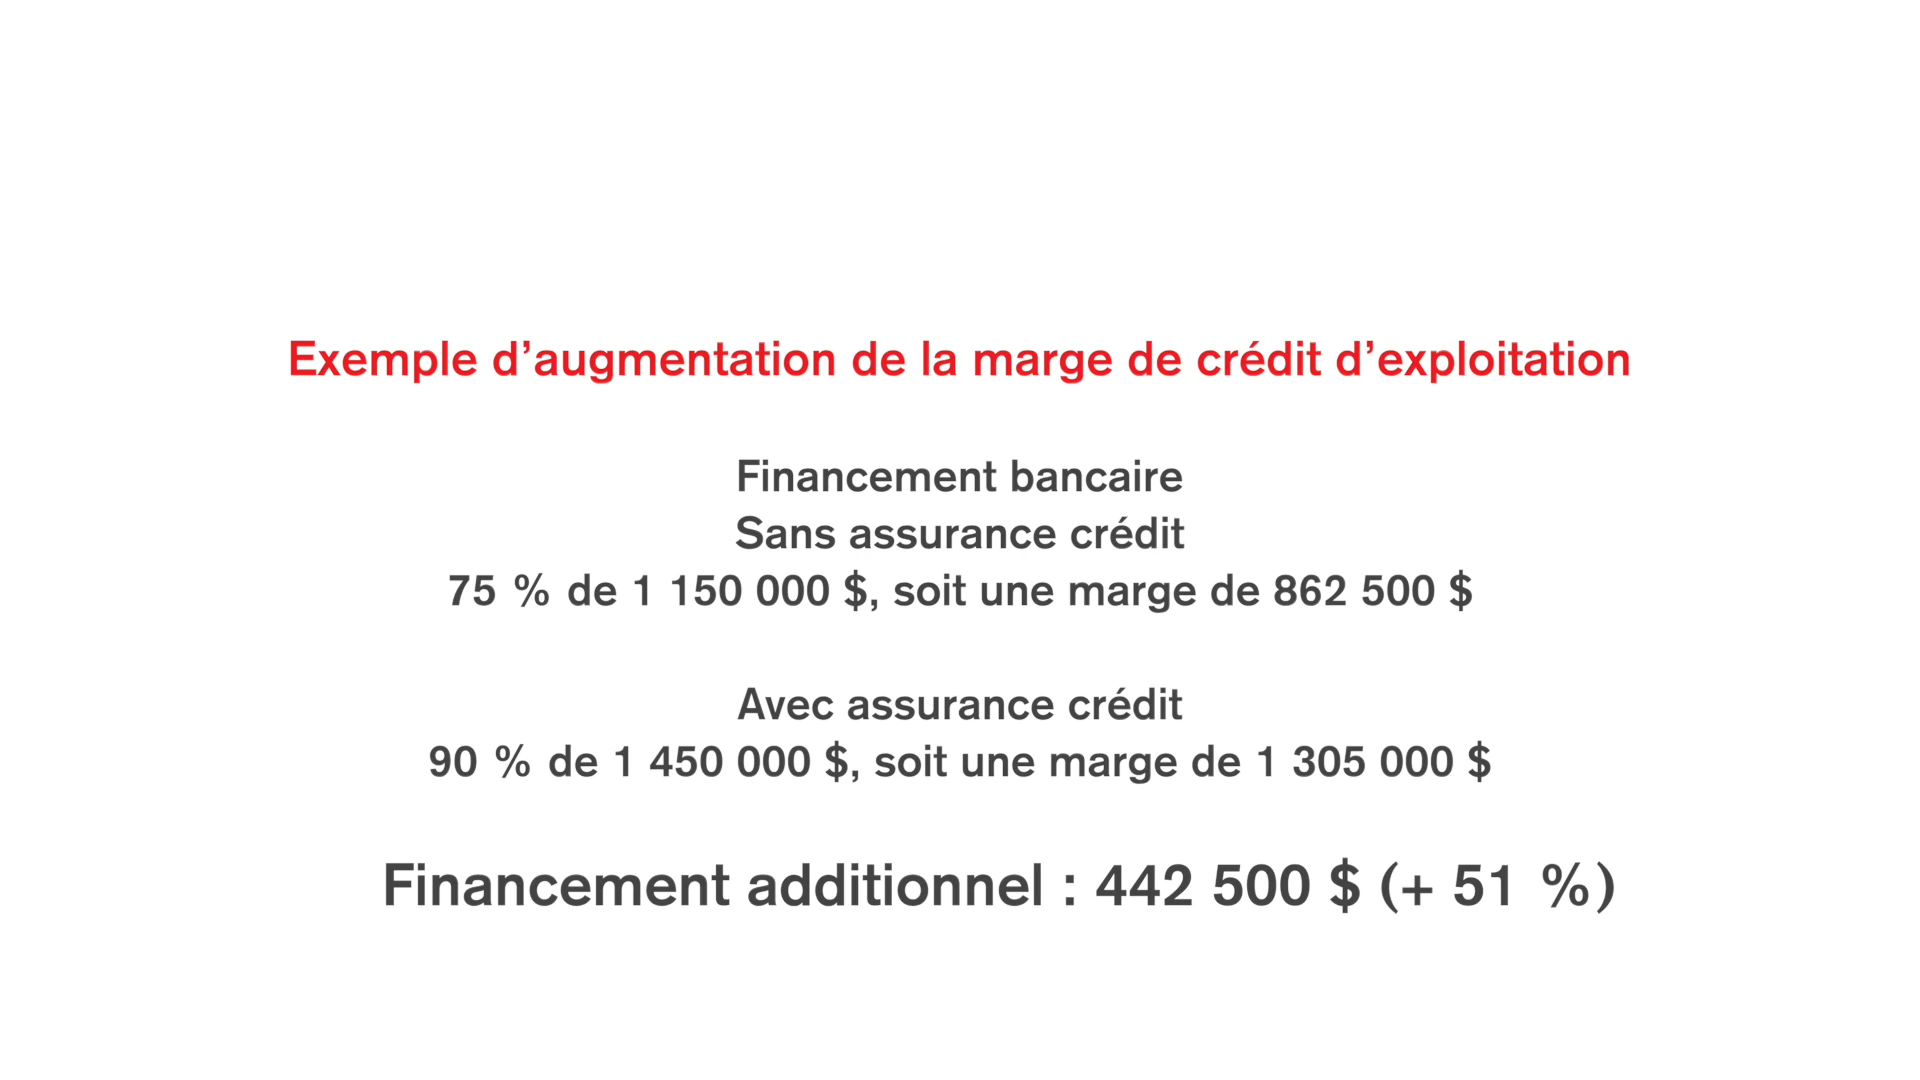 Exemple d’augmentation de la marge de crédit d’exploitation
Financement bancaire
Sans assurance crédit
75 % de 1 150 000 $, soit une marge de 862 500 $
Avec assurance crédit
90 % de 1 450 000 $, soit une marge de 1 305 000 $
Financement additionnel : 442 500 $ (+ 51 %)